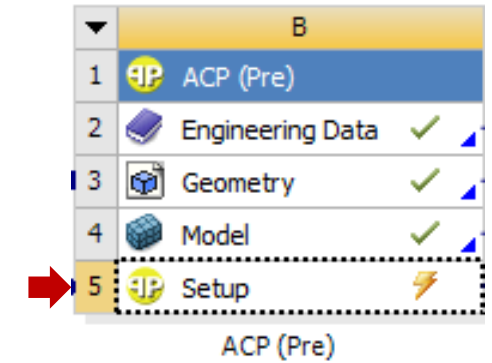 B
1 ACP (Pre)
2 Engineering Data
3 Geometry
4 Model
5 Setup
ACP (Pre)